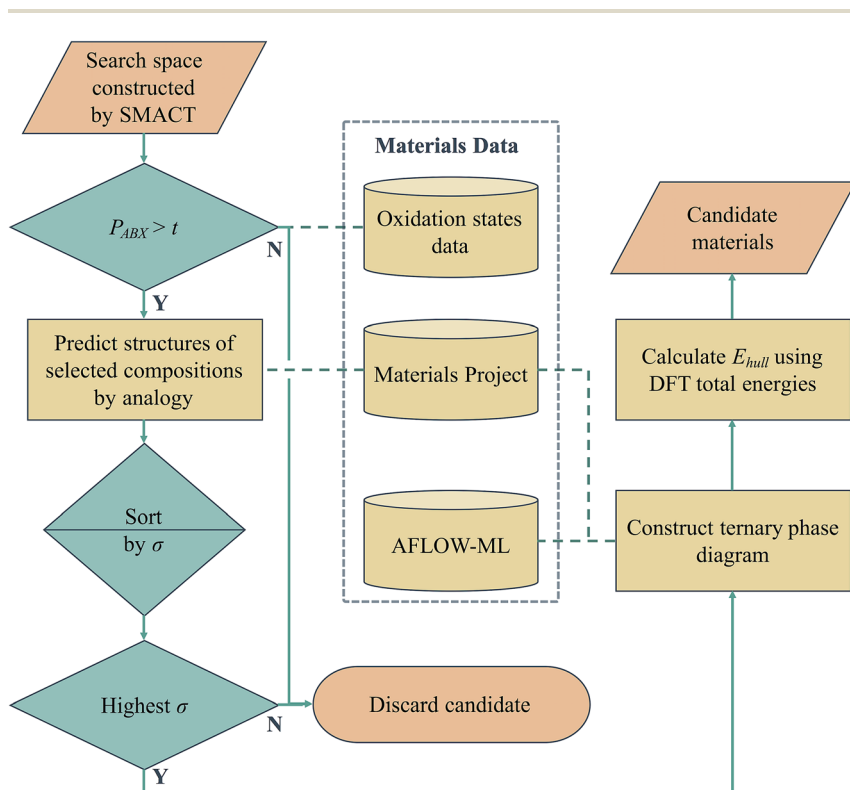 Search space
constructed
by SMACT
P_ABX > t
N
Y
Predict structures of
selected compositions
by analogy
Sort
by σ
Highest σ
N
Y
Materials Data
Oxidation states
data
Materials Project
AFLOW-ML
Discard candidate
Candidate
materials
Calculate E_hull using
DFT total energies
Construct ternary phase
diagram